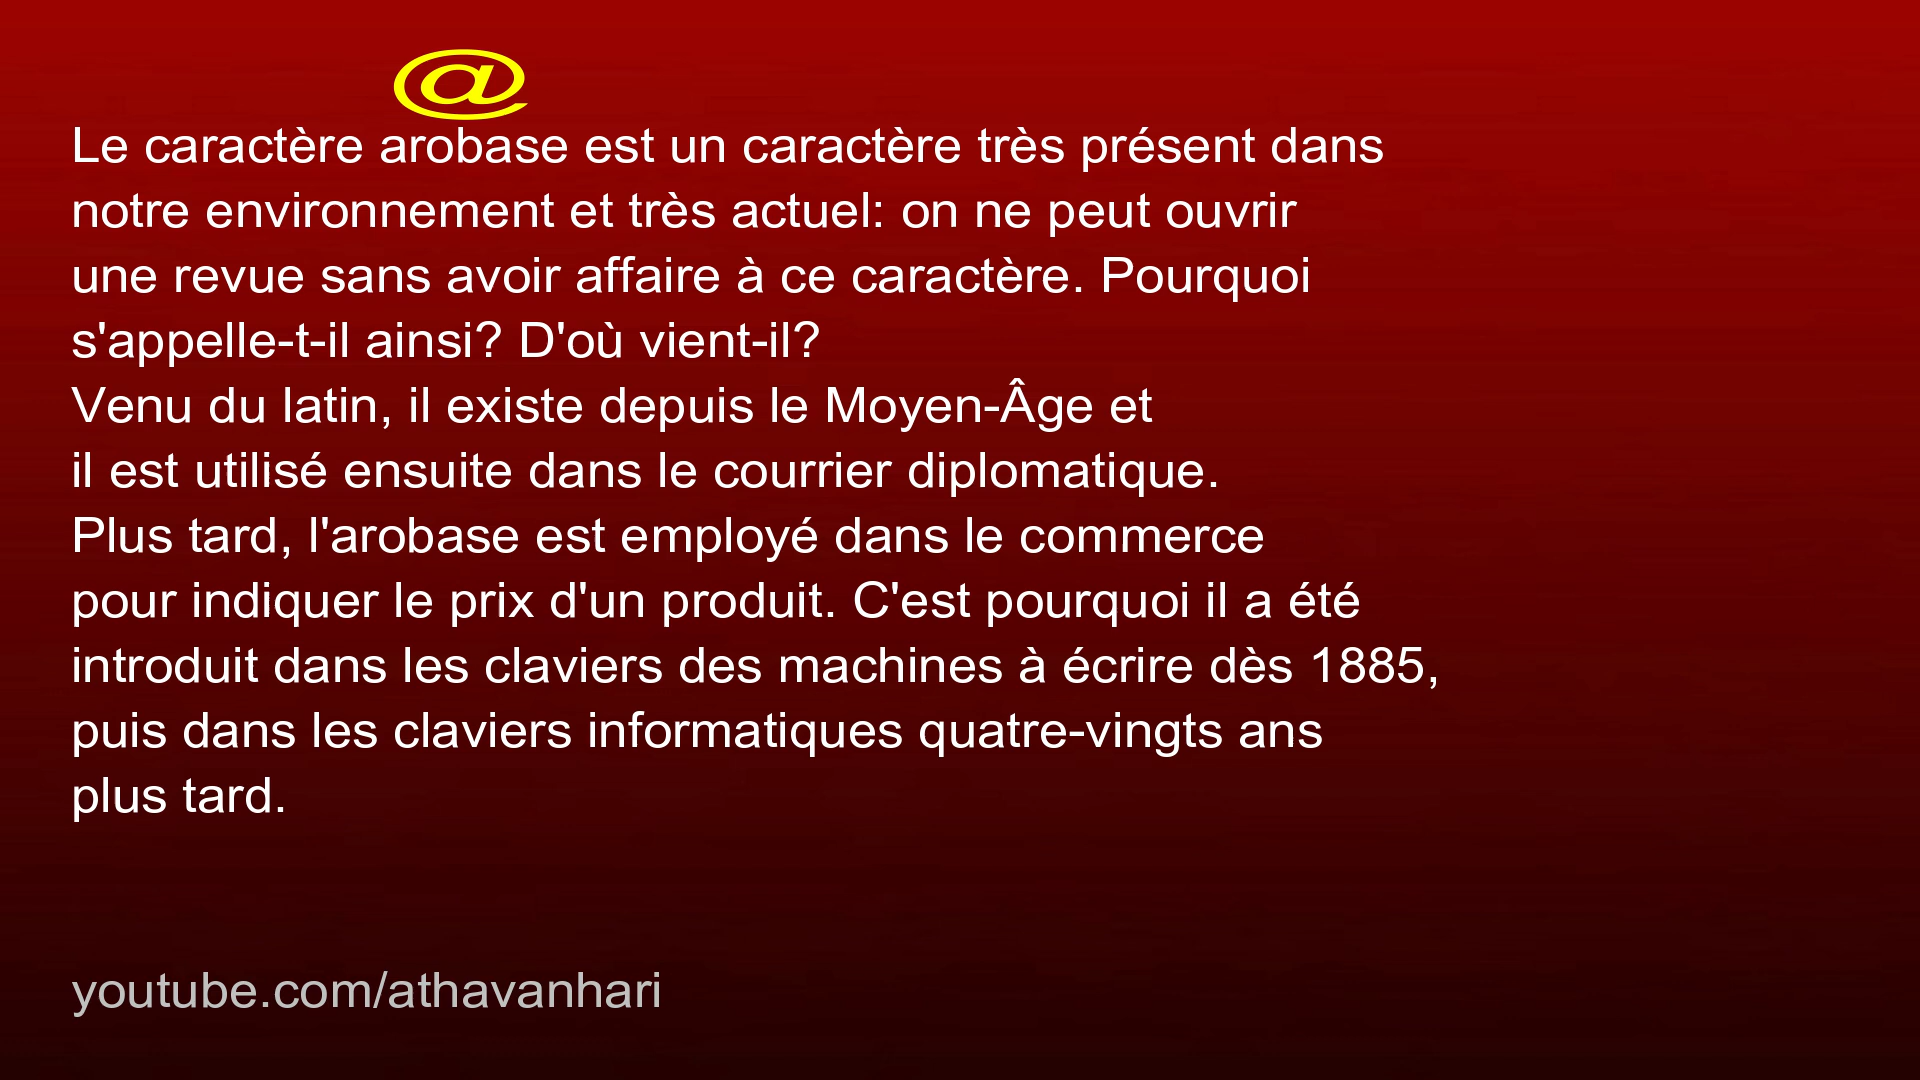 @
Le caractère arobase est un caractère très présent dans
notre environnement et très actuel: on ne peut ouvrir
une revue sans avoir affaire à ce caractère. Pourquoi
s'appelle-t-il ainsi? D'où vient-il?
Venu du latin, il existe depuis le Moyen-Âge et
il est utilisé ensuite dans le courrier diplomatique.
Plus tard, l'arobase est employé dans le commerce
pour indiquer le prix d'un produit. C'est pourquoi il a été
introduit dans les claviers des machines à écrire dès 1885,
puis dans les claviers informatiques quatre-vingts ans
plus tard.
youtube.com/athavanhari